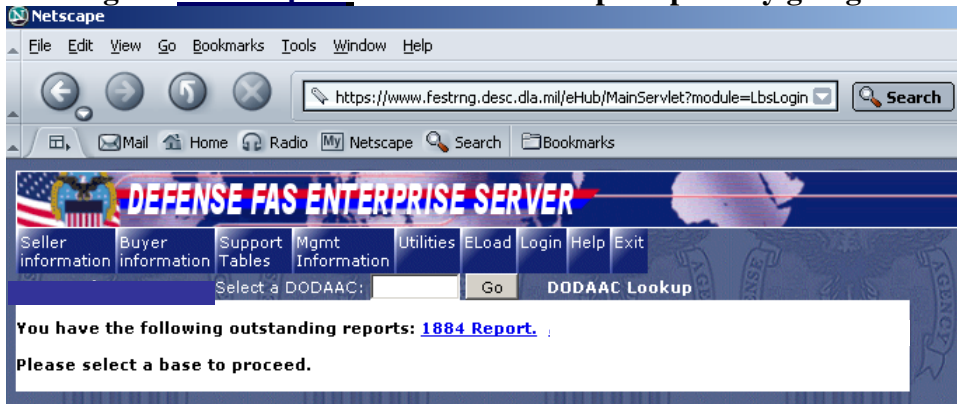 Netscape
File Edit View Go Bookmarks Tools Window Help
https://www.festrng.desc.dla.mil/eHub/MainServlet?module=LbsLogin Search
Mail Home Radio My Netscape Search Bookmarks
DEFENSE FAS ENTERPRISE SERVER
Seller information Buyer information Support Tables Mgmt Information Utilities ELoad Login Help Exit
Select a DODAAC: Go DODAAC Lookup
You have the following outstanding reports: 1884 Report.
Please select a base to proceed.
AGENCY